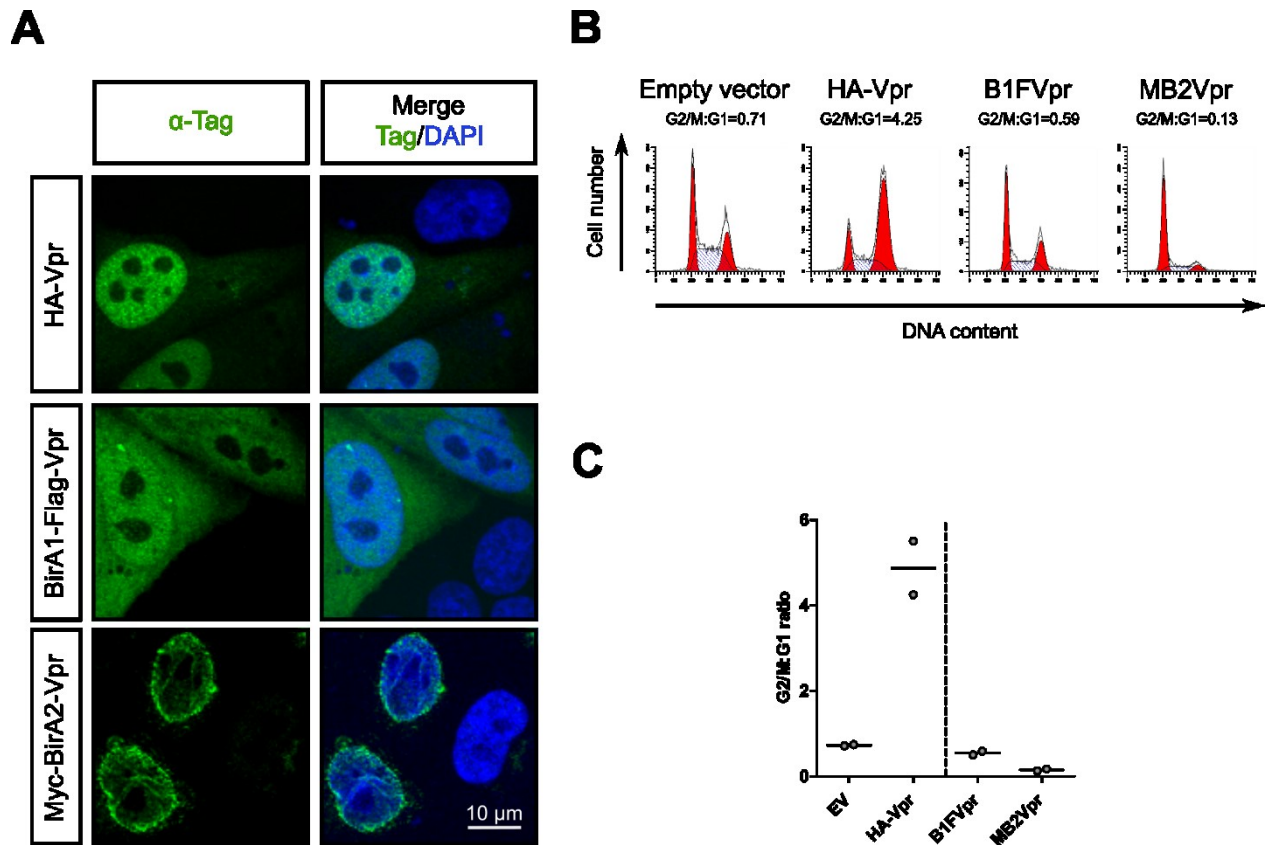 A
α-Tag
Merge
Tag/DAPI
HA-Vpr
BirA1-Flag-Vpr
Myc-BirA2-Vpr
10 µm
B
Empty vector
G2/M:G1=0.71
HA-Vpr
G2/M:G1=4.25
B1FVpr
G2/M:G1=0.59
MB2Vpr
G2/M:G1=0.13
Cell number
DNA content
C
G2/M:G1 ratio
6
4
2
0
EV
HA-Vpr
B1FVpr
MB2Vpr